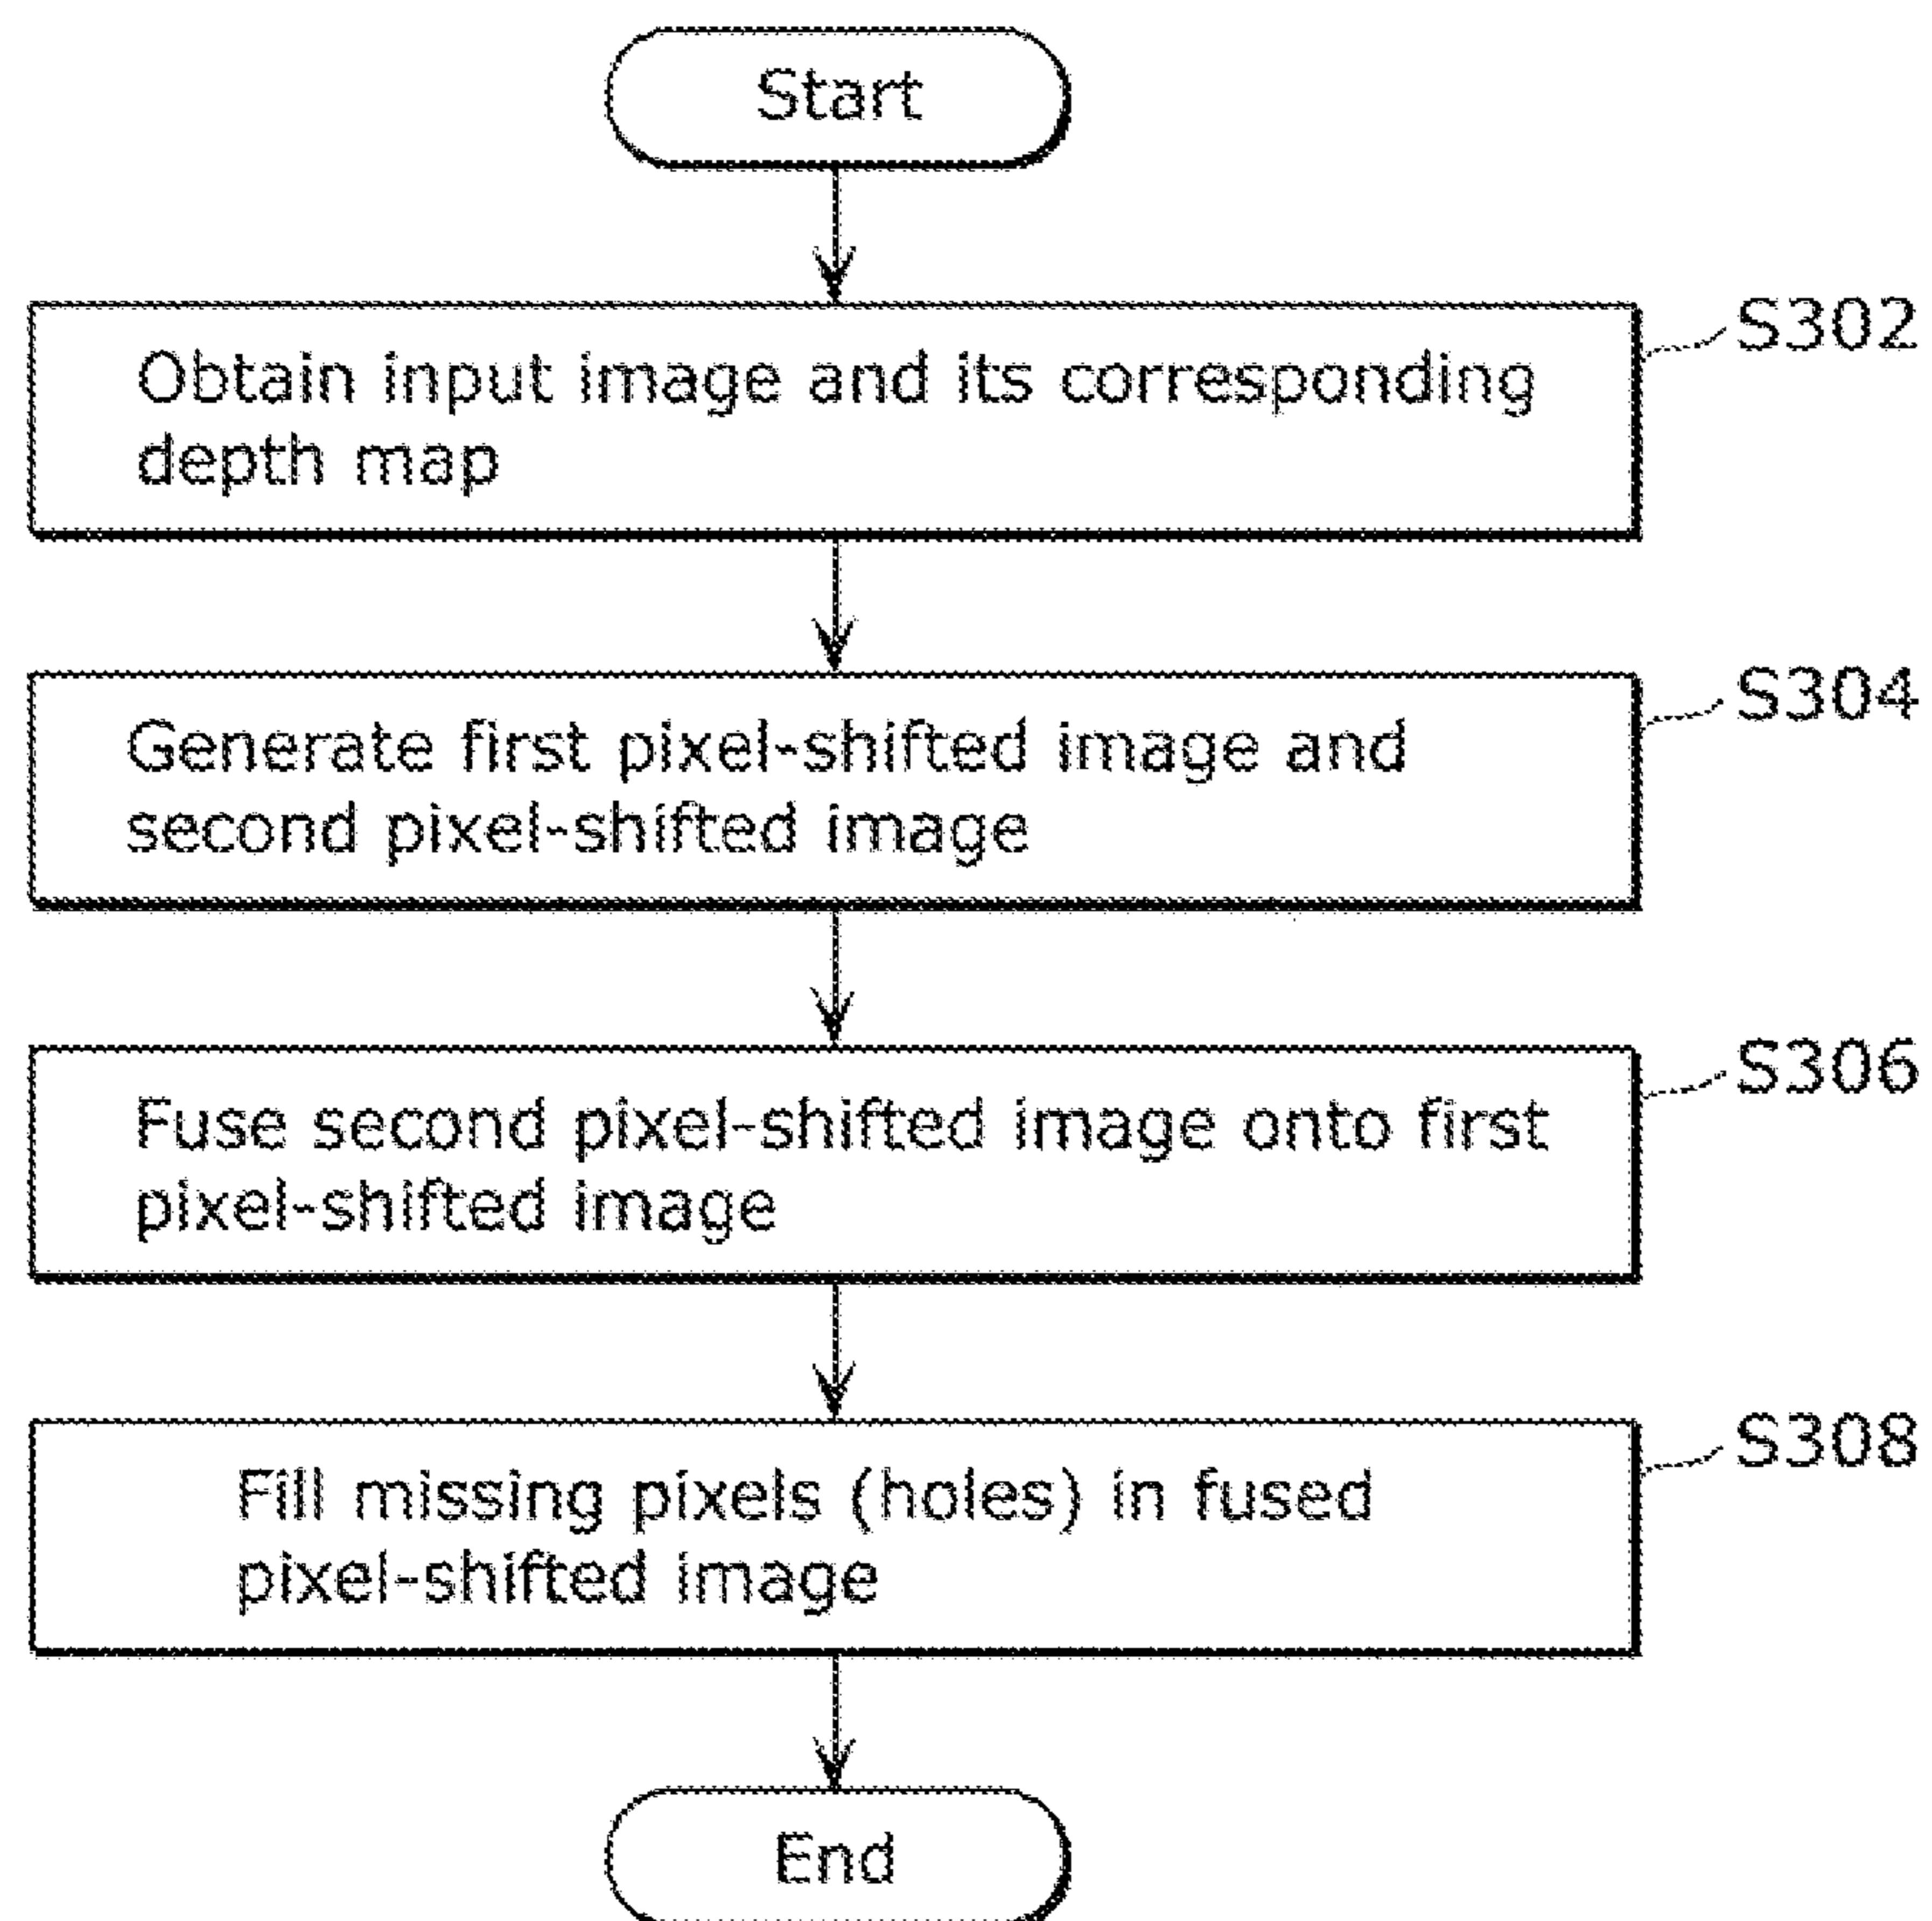 Start
S302
Obtain input image and its corresponding
depth map
S304
Generate first pixel-shifted image and
second pixel-shifted image
S306
Fuse second pixel-shifted image onto first
pixel-shifted image
S308
Fill missing pixels (holes) in fused
pixel-shifted image
End